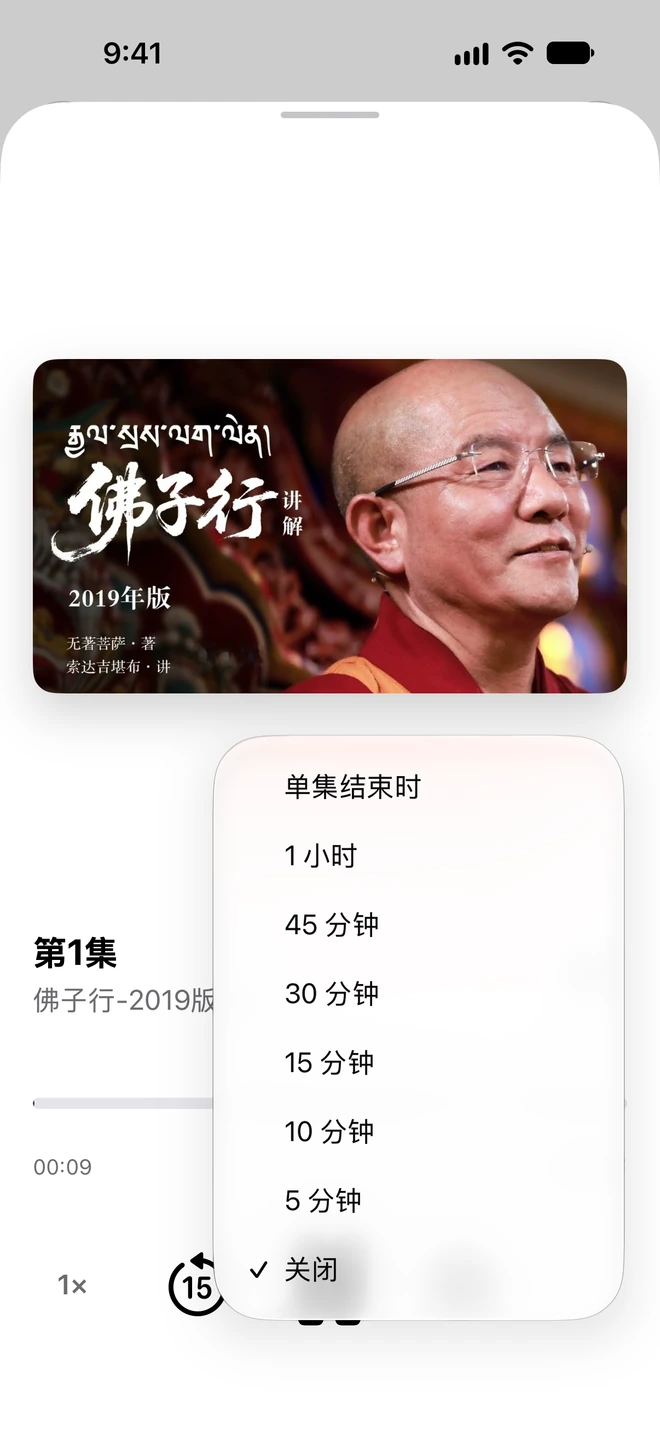 9:41
རྒྱལ་སྲས་ལག་ལེན།
佛子行讲解
2019年版
无著菩萨·著
索达吉堪布·讲
单集结束时
1 小时
45 分钟
第1集
30 分钟
佛子行-2019版
15 分钟
10 分钟
00:09
5 分钟
✓ 关闭
1×
15